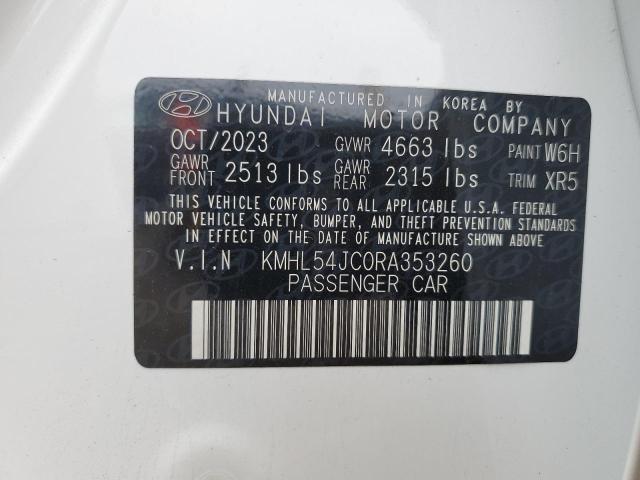 MANUFACTURED IN KOREA BY
HYUNDAI MOTOR COMPANY
OCT/2023 GVWR 4663 lbs PAINT W6H
GAWR FRONT 2513 lbs GAWR REAR 2315 lbs TRIM XR5
THIS VEHICLE CONFORMS TO ALL APPLICABLE U.S.A. FEDERAL
MOTOR VEHICLE SAFETY, BUMPER, AND THEFT PREVENTION STANDARDS
IN EFFECT ON THE DATE OF MANUFACTURE SHOWN ABOVE.
V.I.N KMHL54JC0RA353260
PASSENGER CAR